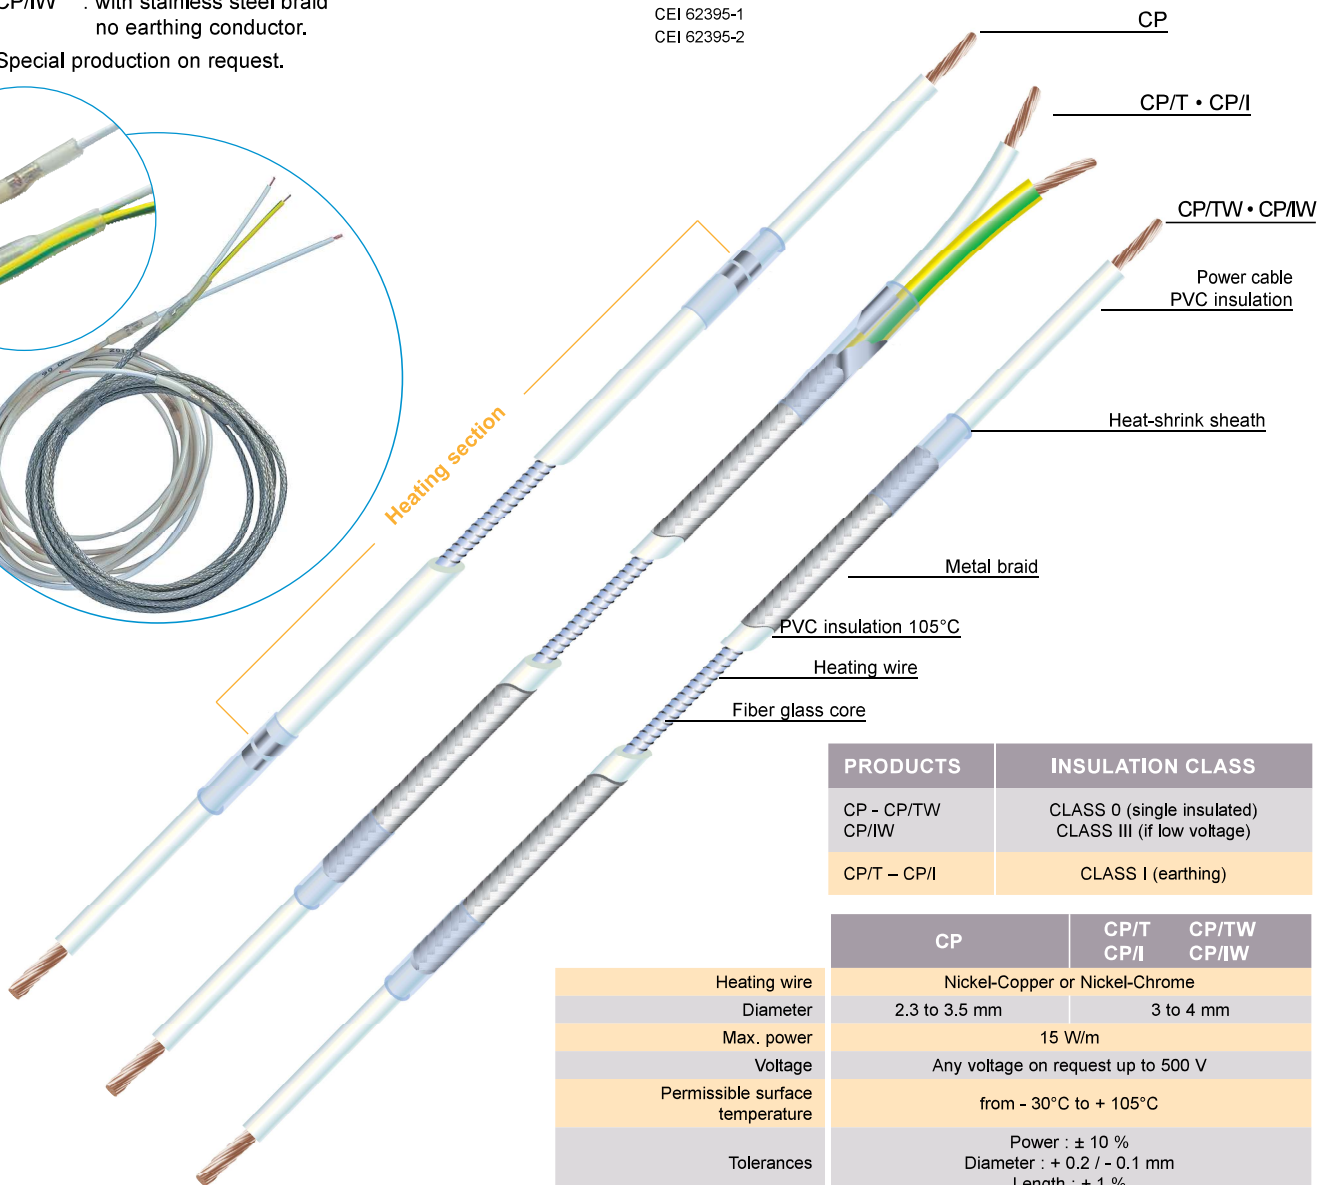 CP/IW : with stainless steel braid
no earthing conductor.
Special production on request.
CEI 62395-1
CEI 62395-2
CP
CP/T • CP/I
CP/TW • CP/IW
Power cable
PVC insulation
Heat-shrink sheath
Heating section
Metal braid
PVC insulation 105°C
Heating wire
Fiber glass core
PRODUCTS INSULATION CLASS
CP - CP/TW CLASS 0 (single insulated)
CP/IW CLASS III (if low voltage)
CP/T – CP/I CLASS I (earthing)
CP CP/T CP/TW
CP/I CP/IW
Heating wire Nickel-Copper or Nickel-Chrome
Diameter 2.3 to 3.5 mm 3 to 4 mm
Max. power 15 W/m
Voltage Any voltage on request up to 500 V
Permissible surface
temperature from - 30°C to + 105°C
Power : ± 10 %
Tolerances Diameter : + 0.2 / - 0.1 mm
Length : ± 1 %